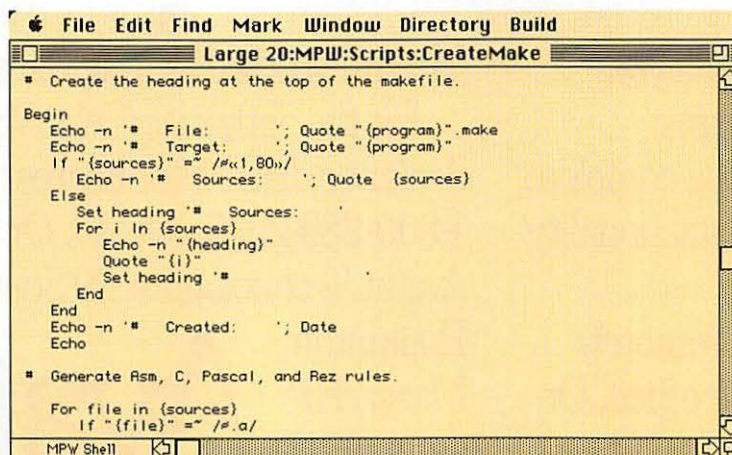 File Edit Find Mark Window Directory Build
Large 20:MPW:Scripts:CreateMake
#  Create the heading at the top of the makefile.
Begin
   Echo -n '#   File:         '; Quote "{program}".make
   Echo -n '#   Target:       '; Quote "{program}"
   If "{sources}" =~ /≈«1,80»/
      Echo -n '#   Sources:      '; Quote  {sources}
   Else
      Set heading '#   Sources:      '
      For i In {sources}
         Echo -n "{heading}"
         Quote "{i}"
         Set heading '#                 '
      End
   End
   Echo -n '#   Created:      '; Date
   Echo
#  Generate Asm, C, Pascal, and Rez rules.
   For file in {sources}
      If "{file}" =~ /≈.a/
MPW Shell